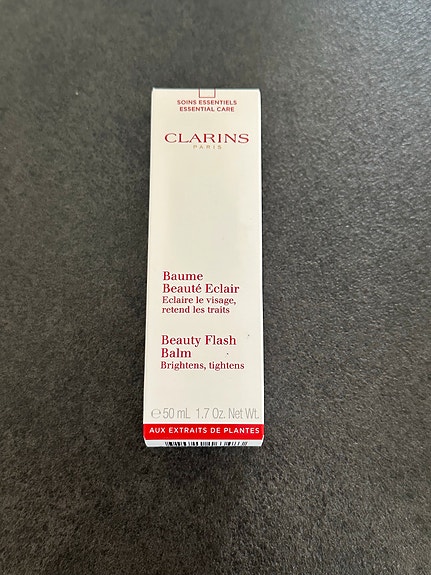 SOINS ESSENTIELS
ESSENTIAL CARE
CLARINS
PARIS
Baume
Beauté Eclair
Eclaire le visage,
retend les traits
Beauty Flash
Balm
Brightens, tightens
℮ 50 mL 1.7 Oz. Net Wt.
AUX EXTRAITS DE PLANTES